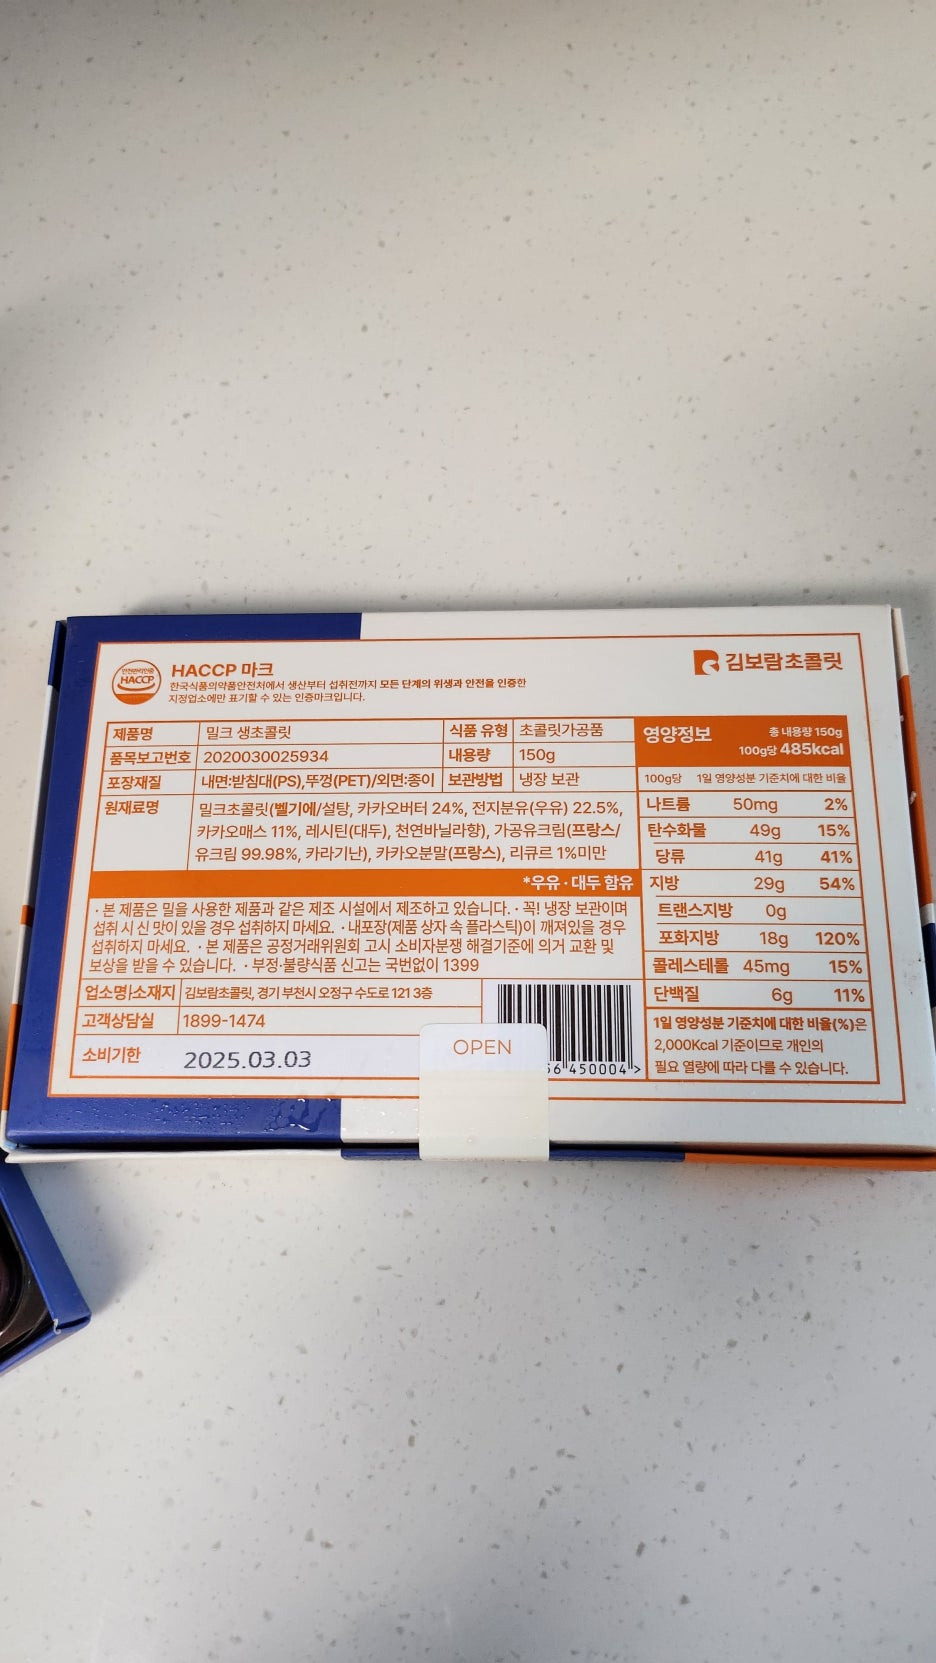 안전관리인증
HACCP
HACCP 마크
한국식품의약품안전처에서 생산부터 섭취전까지 모든 단계의 위생과 안전을 인증한
지정업소에만 표기할 수 있는 인증마크입니다.
김보람초콜릿
제품명 밀크 생초콜릿 식품 유형 초콜릿가공품
품목보고번호 2020030025934 내용량 150g
포장재질 내면:받침대(PS),뚜껑(PET)/외면:종이 보관방법 냉장 보관
원재료명 밀크초콜릿(벨기에/설탕, 카카오버터 24%, 전지분유(우유) 22.5%,
카카오매스 11%, 레시틴(대두), 천연바닐라향), 가공유크림(프랑스/
유크림 99.98%, 카라기난), 카카오분말(프랑스), 리큐르 1%미만
*우유 · 대두 함유
· 본 제품은 밀을 사용한 제품과 같은 제조 시설에서 제조하고 있습니다. · 꼭! 냉장 보관이며
섭취 시 신 맛이 있을 경우 섭취하지 마세요. · 내포장(제품 상자 속 플라스틱)이 깨져있을 경우
섭취하지 마세요. · 본 제품은 공정거래위원회 고시 소비자분쟁 해결기준에 의거 교환 및
보상을 받을 수 있습니다. · 부정·불량식품 신고는 국번없이 1399
업소명|소재지 김보람초콜릿, 경기 부천시 오정구 수도로 121 3층
고객상담실 1899-1474
소비기한 2025.03.03
OPEN
56 450004 >
영양정보 총 내용량 150g
100g당 485kcal
100g당 1일 영양성분 기준치에 대한 비율
나트륨 50mg 2%
탄수화물 49g 15%
당류 41g 41%
지방 29g 54%
트랜스지방 0g
포화지방 18g 120%
콜레스테롤 45mg 15%
단백질 6g 11%
1일 영양성분 기준치에 대한 비율(%)은
2,000Kcal 기준이므로 개인의
필요 열량에 따라 다를 수 있습니다.